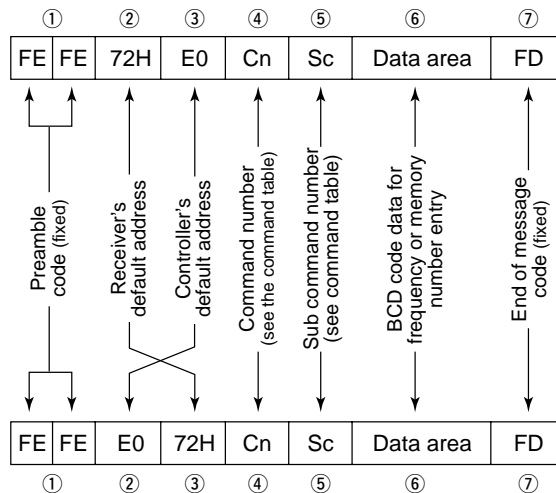 ① ② ③ ④ ⑤ ⑥ ⑦
FE FE 72H E0 Cn Sc Data area FD
Preamble
code (fixed)
Receiver's
default address
Controller's
default address
Command number
(see the command table)
Sub command number
(see command table)
BCD code data for
frequency or memory
number entry
End of message
code (fixed)
FE FE E0 72H Cn Sc Data area FD
① ② ③ ④ ⑤ ⑥ ⑦